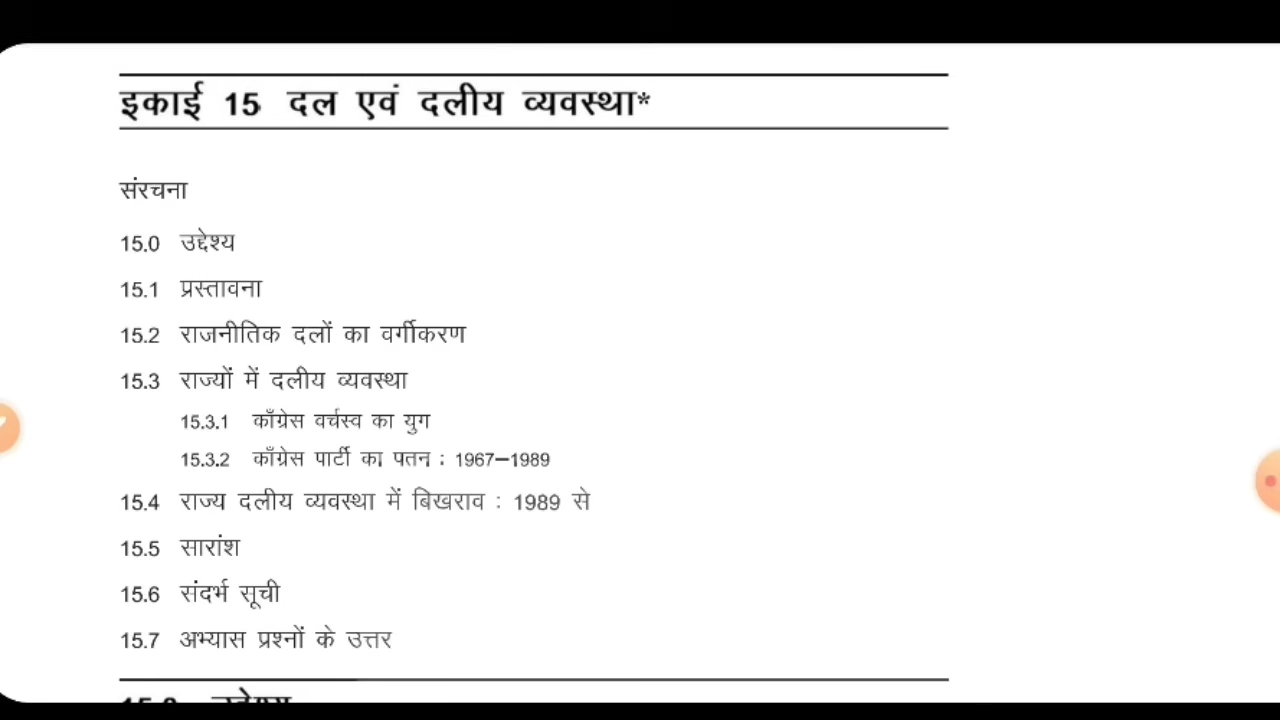 इकाई 15 दल एवं दलीय व्यवस्था*
संरचना
15.0 उद्देश्य
15.1 प्रस्तावना
15.2 राजनीतिक दलों का वर्गीकरण
15.3 राज्यों में दलीय व्यवस्था
15.3.1 काँग्रेस वर्चस्व का युग
15.3.2 काँग्रेस पार्टी का पतन : 1967–1989
15.4 राज्य दलीय व्यवस्था में बिखराव : 1989 से
15.5 सारांश
15.6 संदर्भ सूची
15.7 अभ्यास प्रश्नों के उत्तर